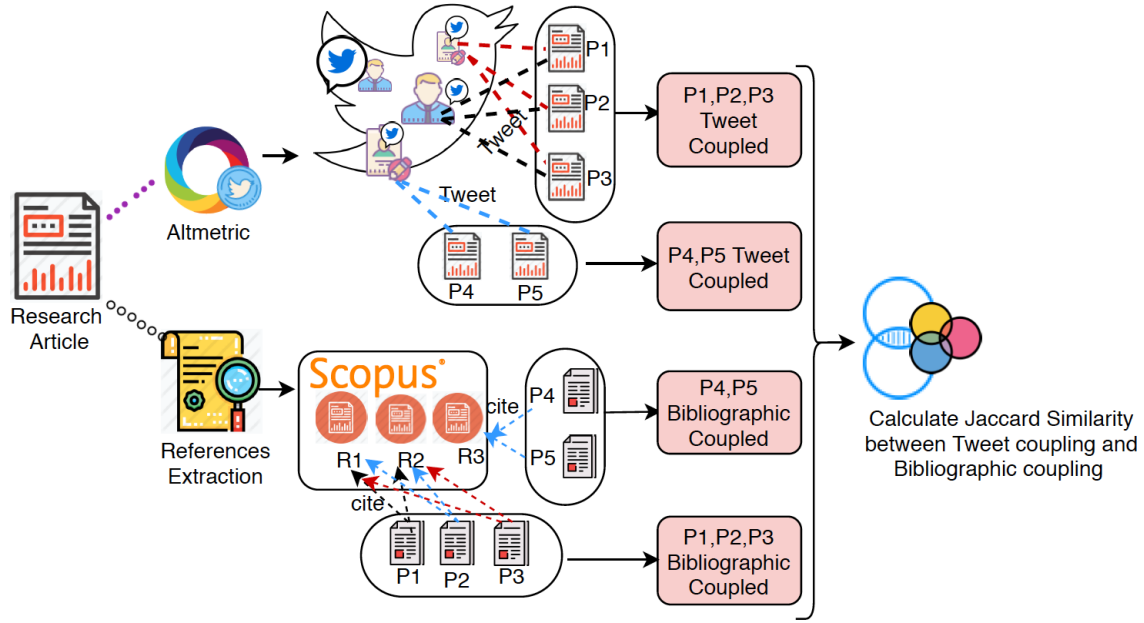 P1
P2
P3
Tweet
P1,P2,P3
Tweet
Coupled
Altmetric
Tweet
P4
P5
P4,P5 Tweet
Coupled
Research
Article
References
Extraction
Scopus®
R1
R2
R3
cite
P4
P5
P4,P5
Bibliographic
Coupled
Calculate Jaccard Similarity
between Tweet coupling and
Bibliographic coupling
cite
P1
P2
P3
P1,P2,P3
Bibliographic
Coupled